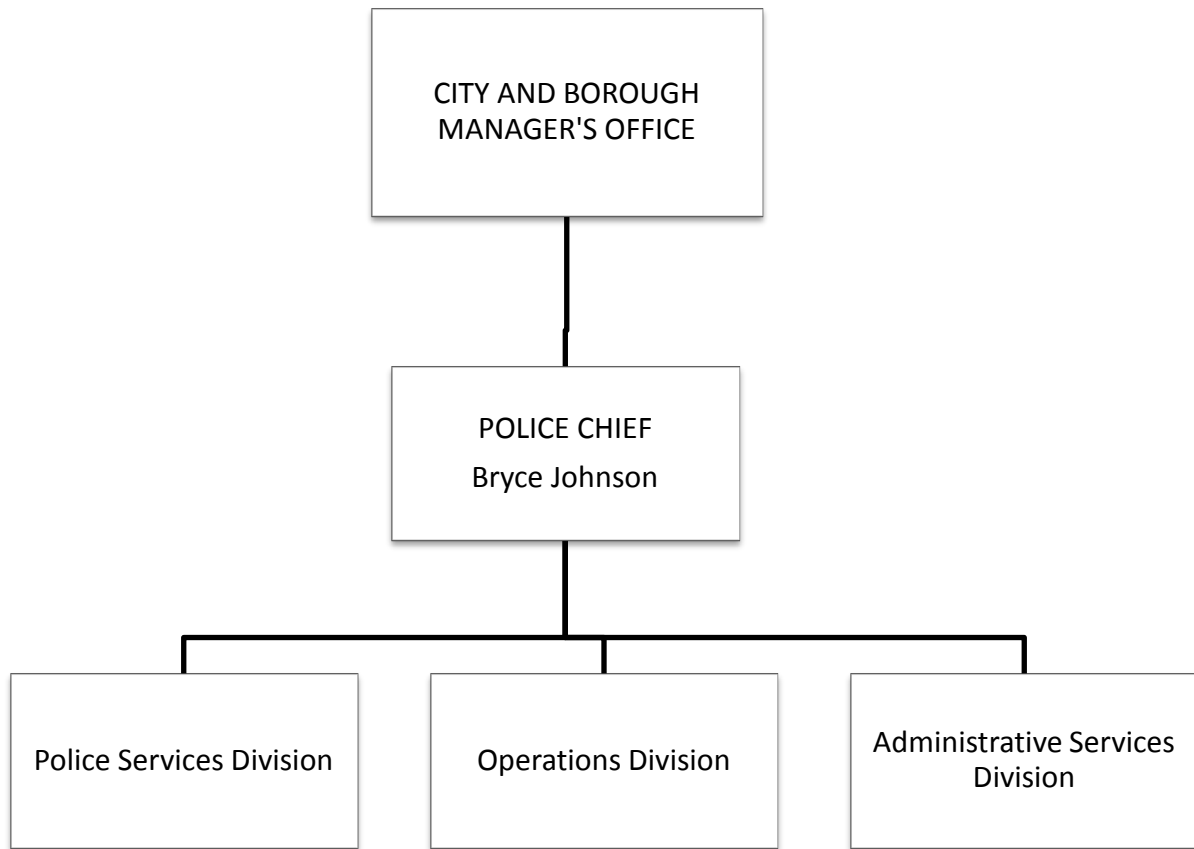 CITY AND BOROUGH
MANAGER'S OFFICE
POLICE CHIEF
Bryce Johnson
Police Services Division
Operations Division
Administrative Services
Division